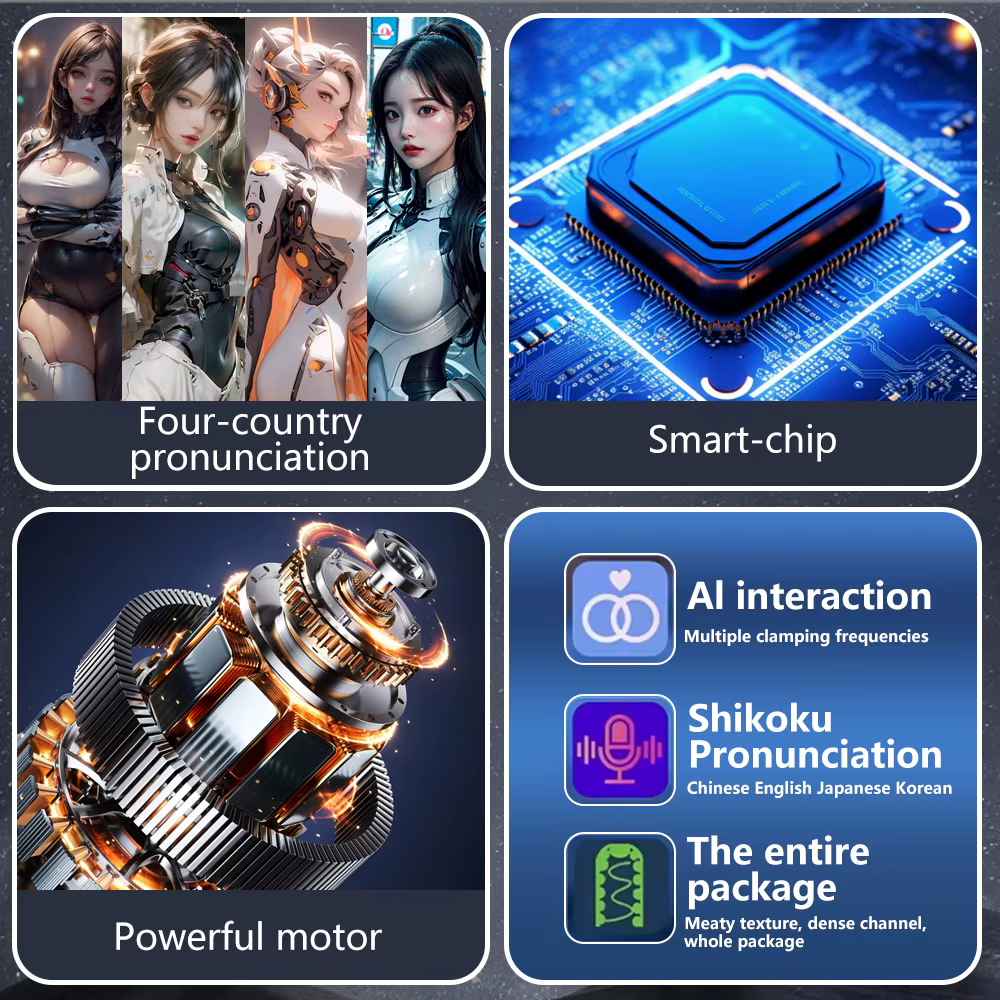 Four-country
pronunciation
Smart-chip
Powerful motor
AI interaction
Multiple clamping frequencies
Shikoku
Pronunciation
Chinese English Japanese Korean
The entire
package
Meaty texture, dense channel,
whole package